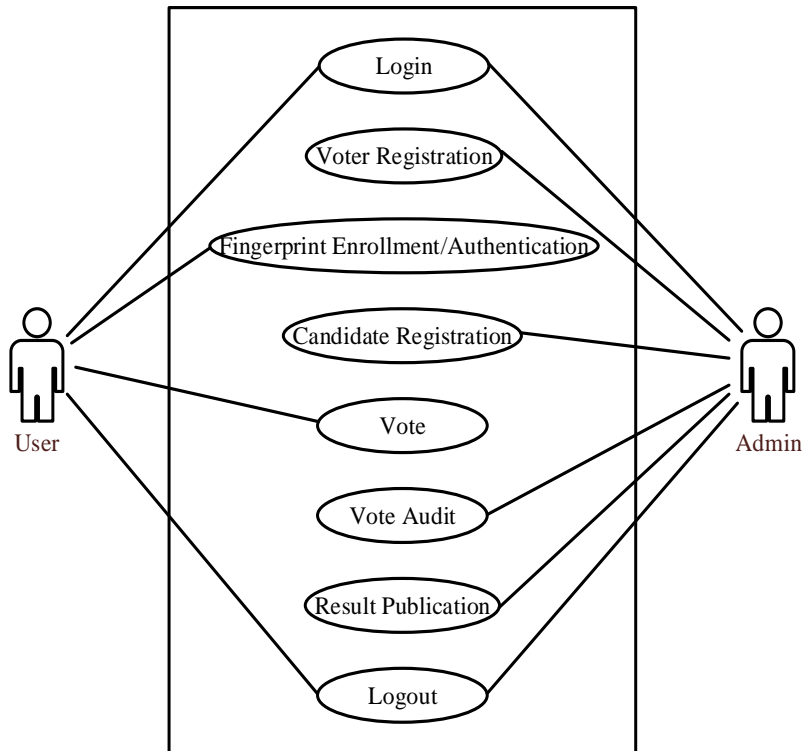 Login
Voter Registration
Fingerprint Enrollment/Authentication
Candidate Registration
Vote
User
Admin
Vote Audit
Result Publication
Logout